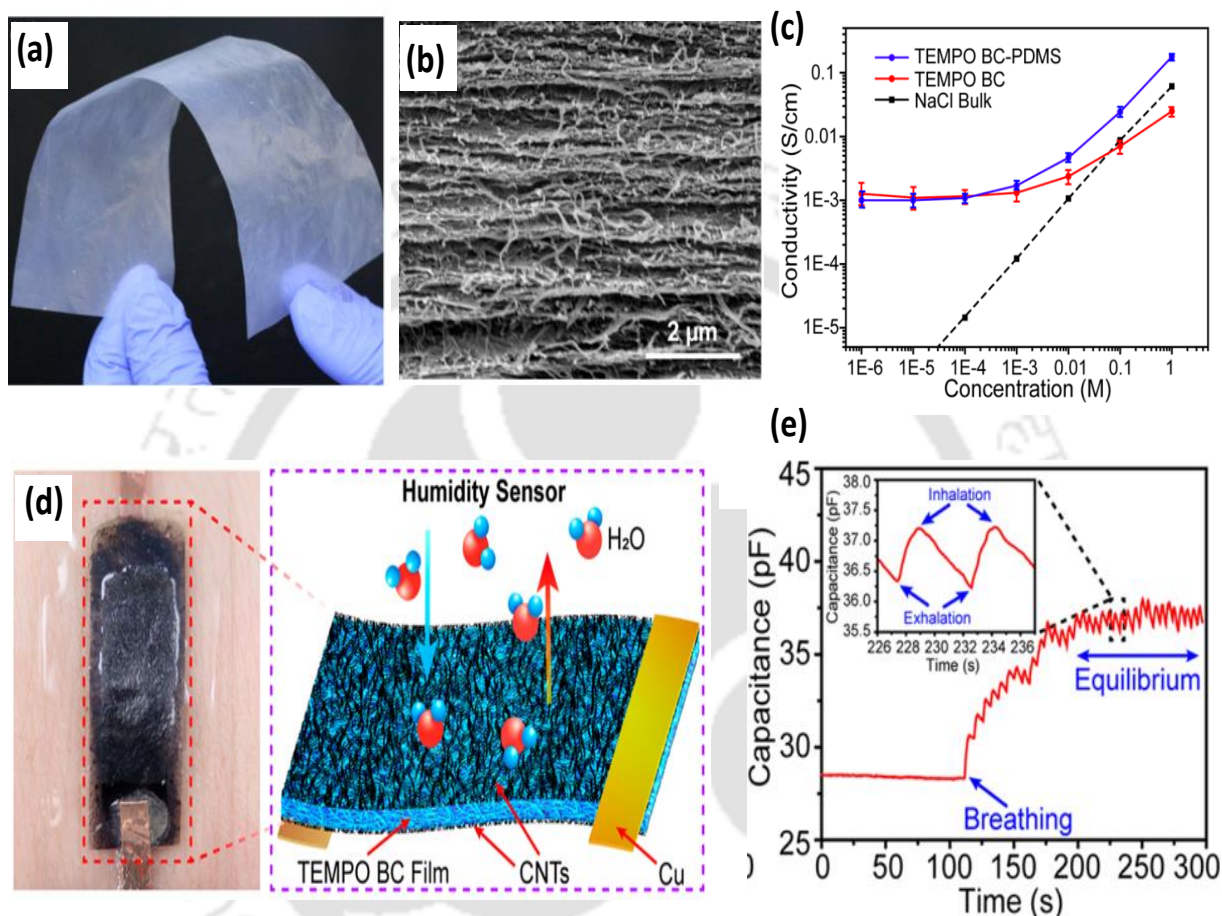 (a)
(b)
2 µm
(c)
TEMPO BC-PDMS
TEMPO BC
NaCl Bulk
Conductivity (S/cm)
0.1
0.01
1E-3
1E-4
1E-5
1E-6 1E-5 1E-4 1E-3 0.01 0.1 1
Concentration (M)
(d)
Humidity Sensor
H₂O
TEMPO BC Film
CNTs
Cu
(e)
Capacitance (pF)
45
40
35
30
25
Capacitance (pF)
38.0
37.5
37.0
36.5
36.0
35.5
Inhalation
Exhalation
226 228 230 232 234 236
Time (s)
Equilibrium
Breathing
0 50 100 150 200 250 300
Time (s)
0